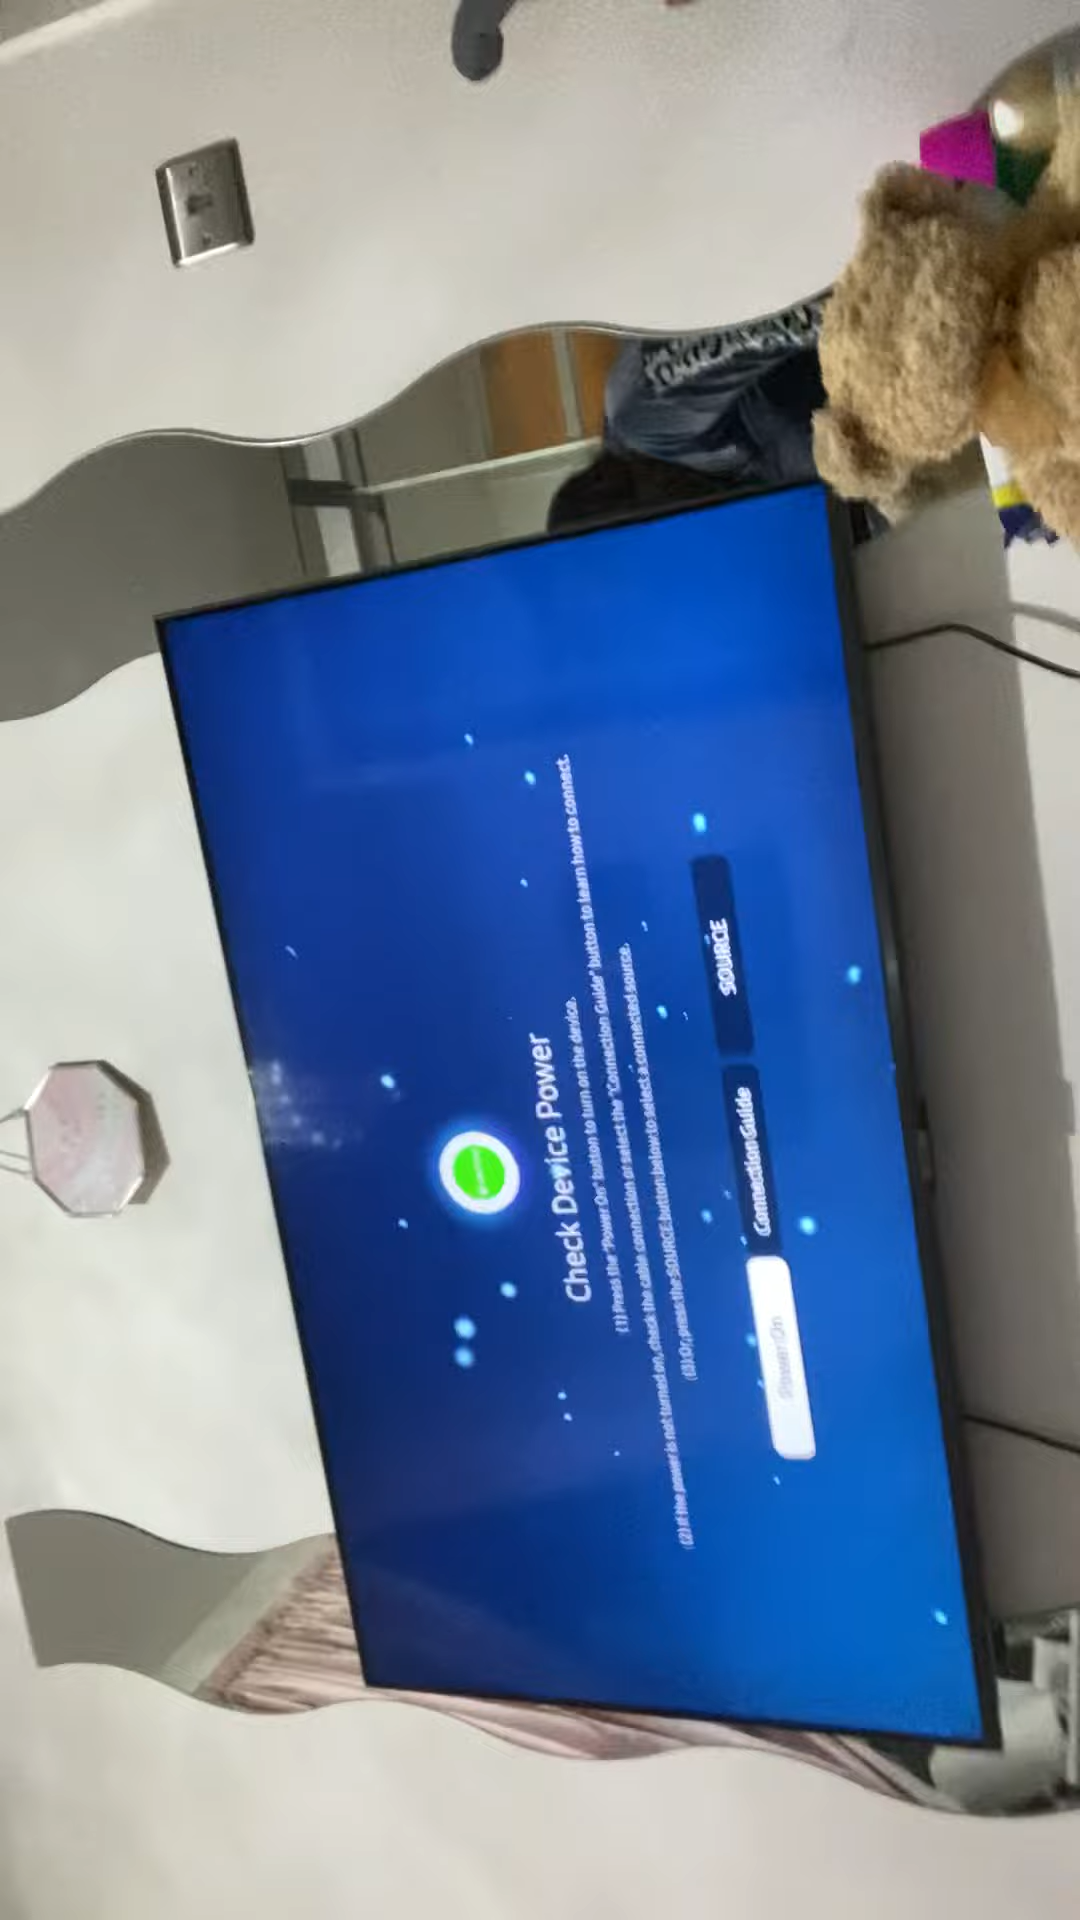 Check Device Power
(1) Press the "Power On" button to turn on the device.
(2) If the power is not turned on, check the cable connection or select the "Connection Guide" button to learn how to connect.
(3) Or, press the SOURCE button below to select a connected source.
Power On
Connection Guide
SOURCE